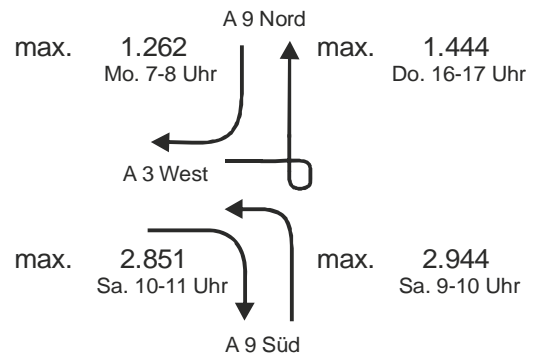 A 9 Nord
max. 1.262
Mo. 7-8 Uhr
max. 1.444
Do. 16-17 Uhr
A 3 West
max. 2.851
Sa. 10-11 Uhr
max. 2.944
Sa. 9-10 Uhr
A 9 Süd